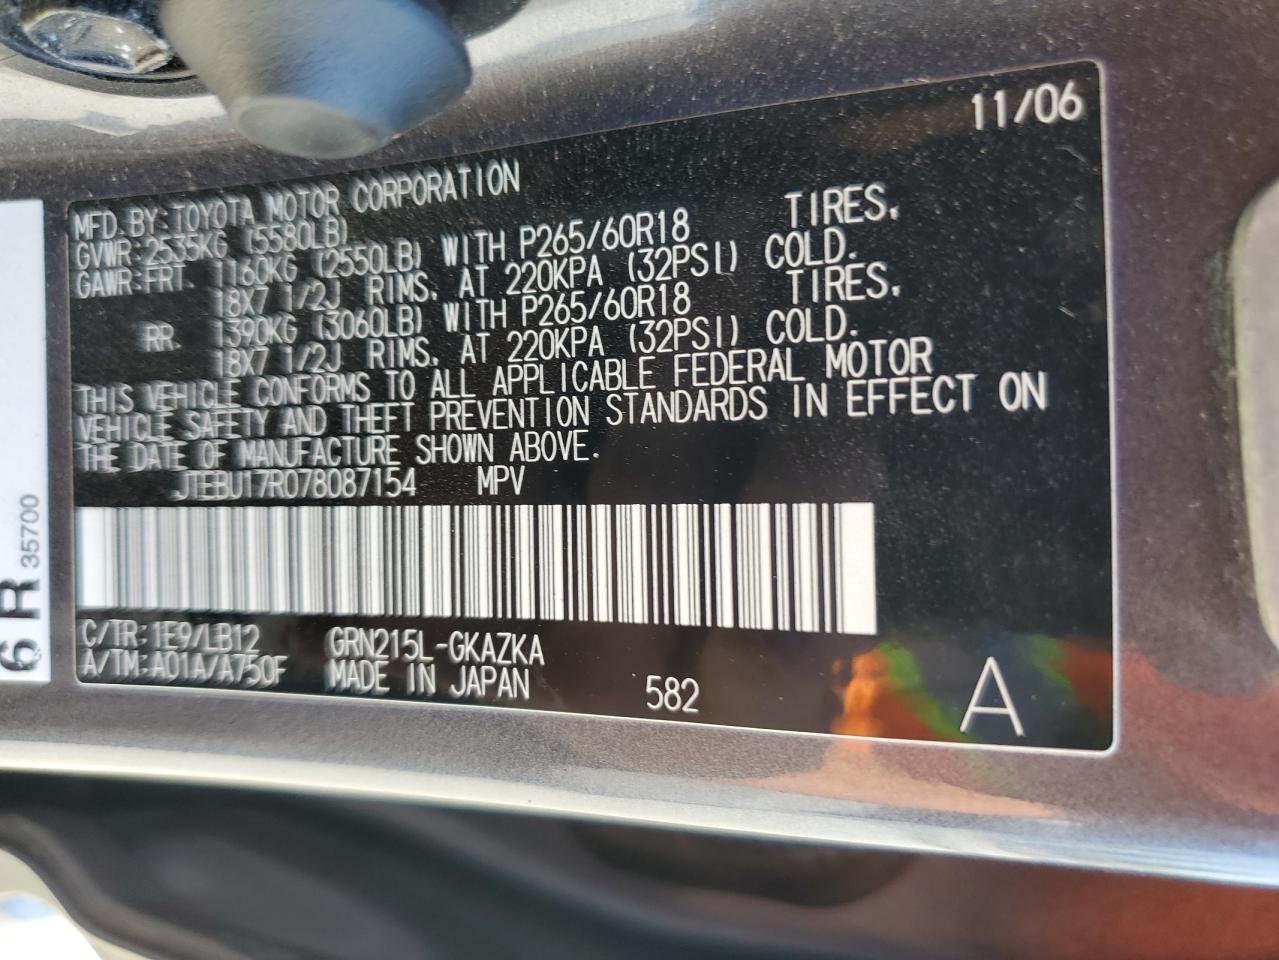 11/06
MFD.BY:TOYOTA MOTOR CORPORATION
GVWR:2535KG (5580LB)
GAWR:FRT. 1160KG (2550LB) WITH P265/60R18 TIRES,
18X7 1/2J RIMS, AT 220KPA (32PSI) COLD.
RR. 1390KG (3060LB) WITH P265/60R18 TIRES,
18X7 1/2J RIMS, AT 220KPA (32PSI) COLD.
THIS VEHICLE CONFORMS TO ALL APPLICABLE FEDERAL MOTOR
VEHICLE SAFETY AND THEFT PREVENTION STANDARDS IN EFFECT ON
THE DATE OF MANUFACTURE SHOWN ABOVE.
JTEBU17R078087154 MPV
C/TR:1E9/LB12 GRN215L-GKAZKA
A/TM:A01A/A750F MADE IN JAPAN
582
A
6 R
35700